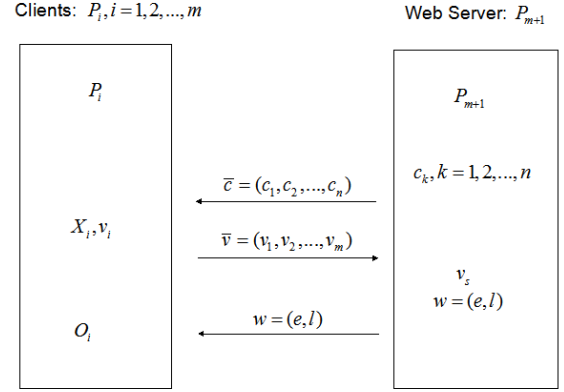 Clients: P_i, i = 1, 2, ..., m
Web Server: P_{m+1}
P_i
P_{m+1}
c_k, k = 1, 2, ..., n
c̄ = (c_1, c_2, ..., c_n)
X_i, v_i
v̄ = (v_1, v_2, ..., v_m)
v_s
w = (e, l)
w = (e, l)
O_i